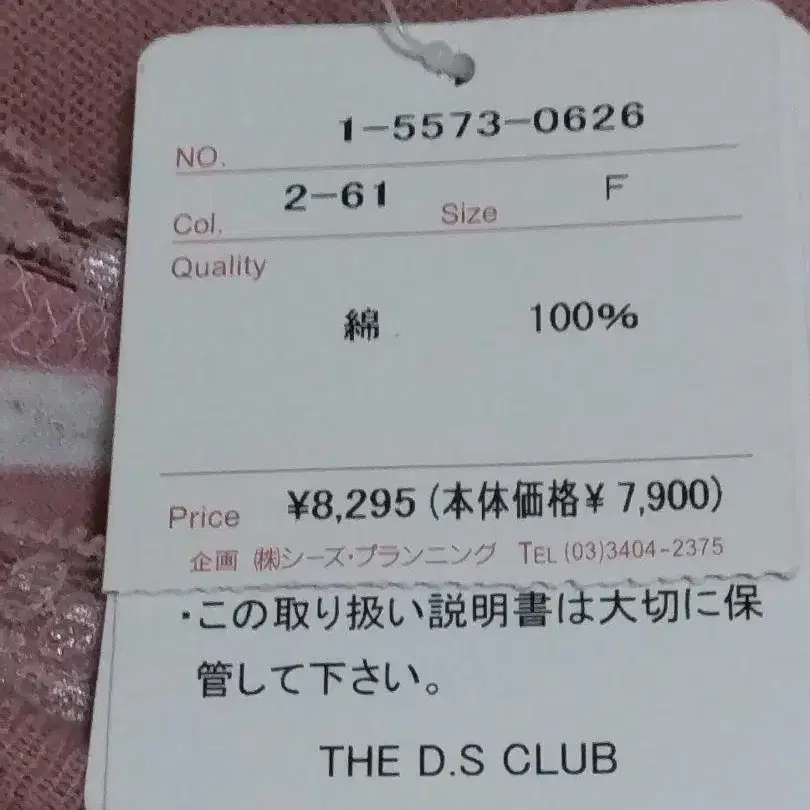 NO. 1-5573-0626
Col. 2-61 Size F
Quality
綿 100%
Price ¥8,295 (本体価格¥ 7,900)
企画 ㈱シーズ・プランニング TEL (03)3404-2375
・この取り扱い説明書は大切に保
管して下さい。
THE D.S CLUB